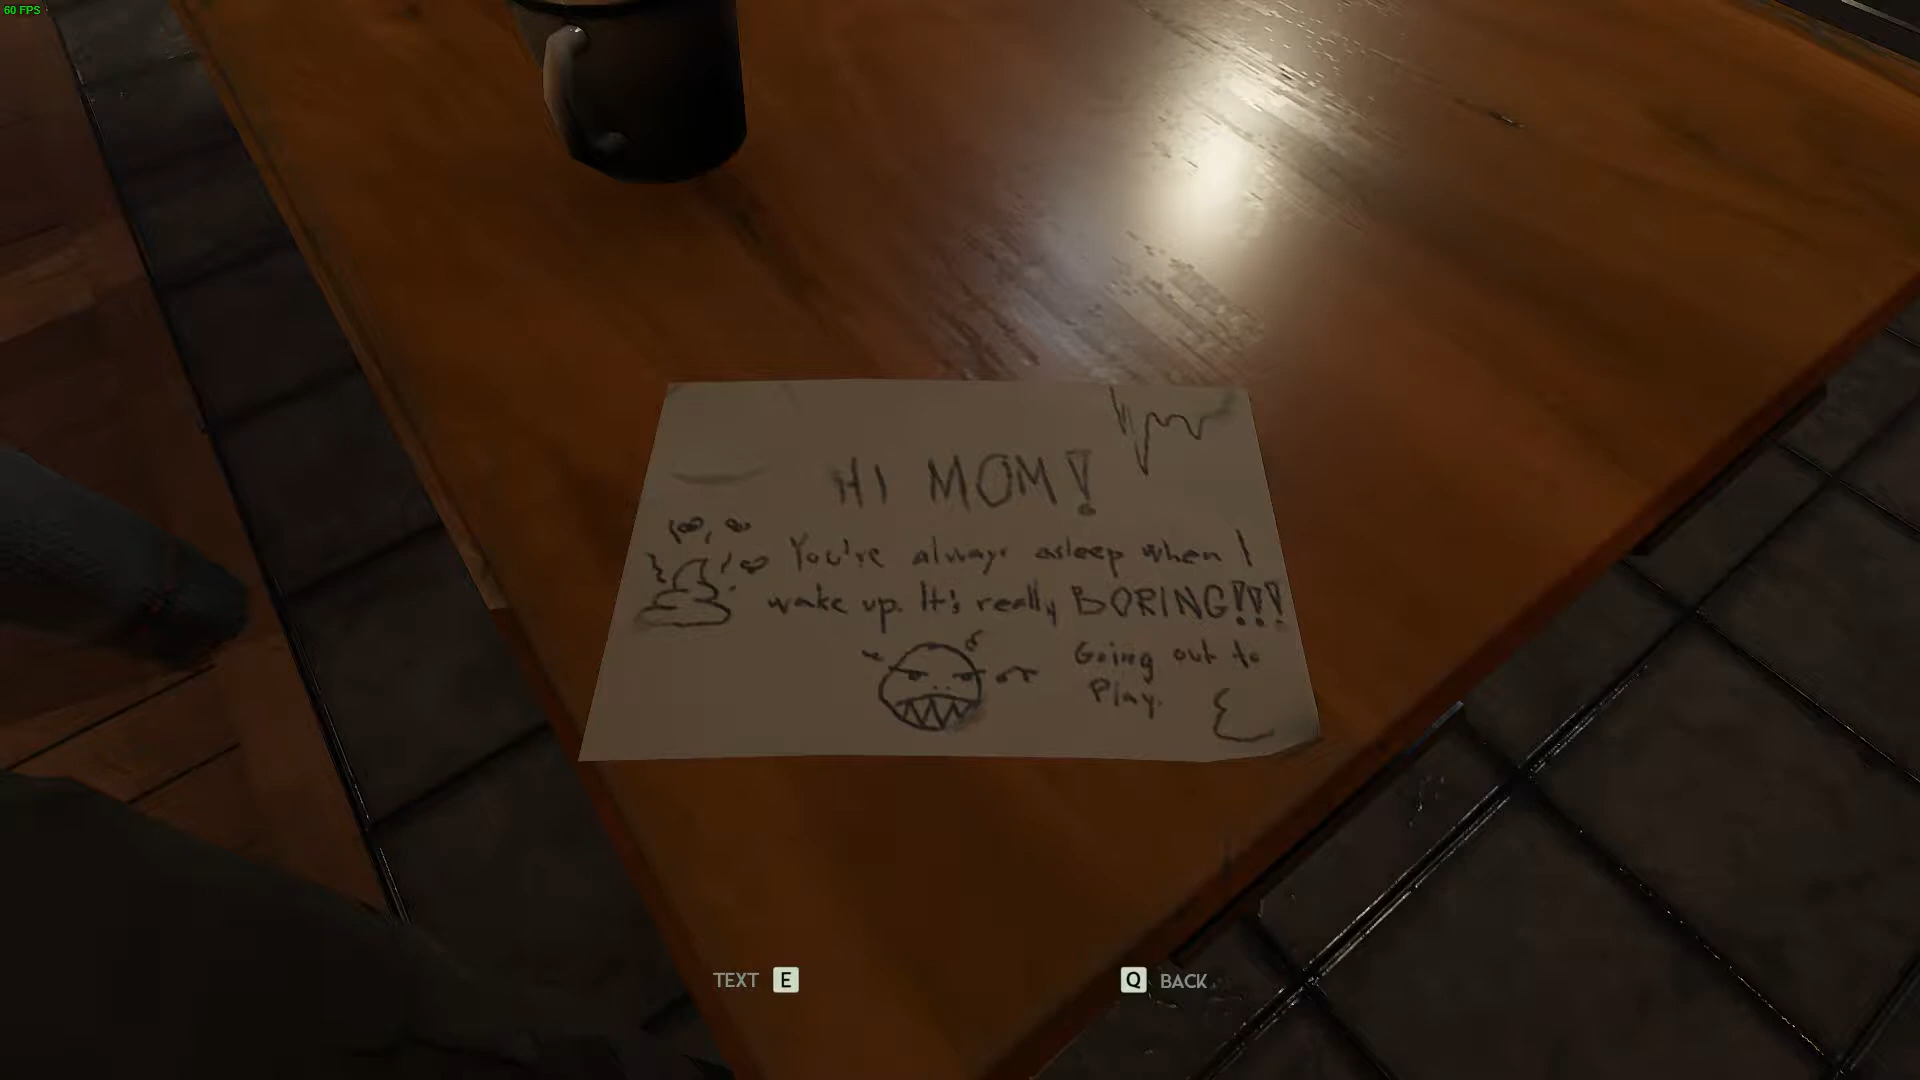 60 FPS
HI MOM!
You're always asleep when I
wake up. It's really BORING!!!
Going out to
Play.
TEXT E
Q BACK